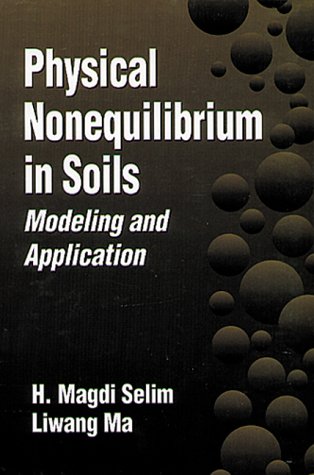 Physical
Nonequilibrium
in Soils
Modeling and
Application
H. Magdi Selim
Liwang Ma